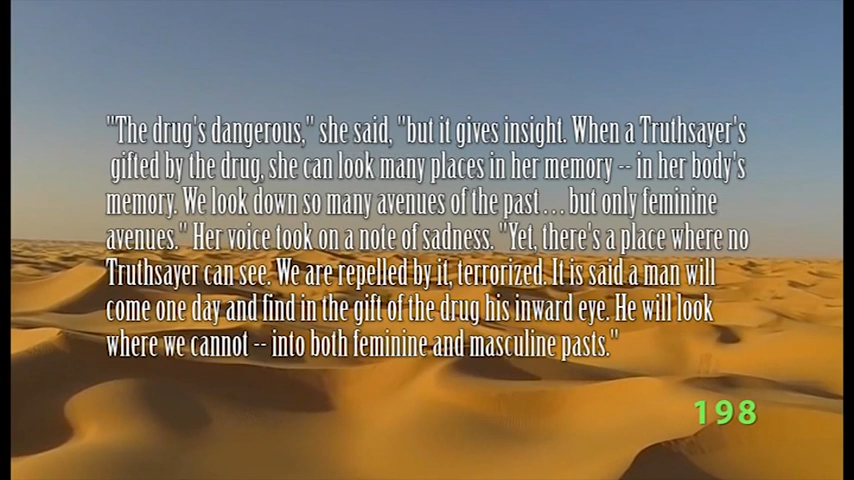 "The drug's dangerous," she said, "but it gives insight. When a Truthsayer's
gifted by the drug, she can look many places in her memory -- in her body's
memory. We look down so many avenues of the past... but only feminine
avenues." Her voice took on a note of sadness. "Yet, there's a place where no
Truthsayer can see. We are repelled by it, terrorized. It is said a man will
come one day and find in the gift of the drug his inward eye. He will look
where we cannot -- into both feminine and masculine pasts."
198